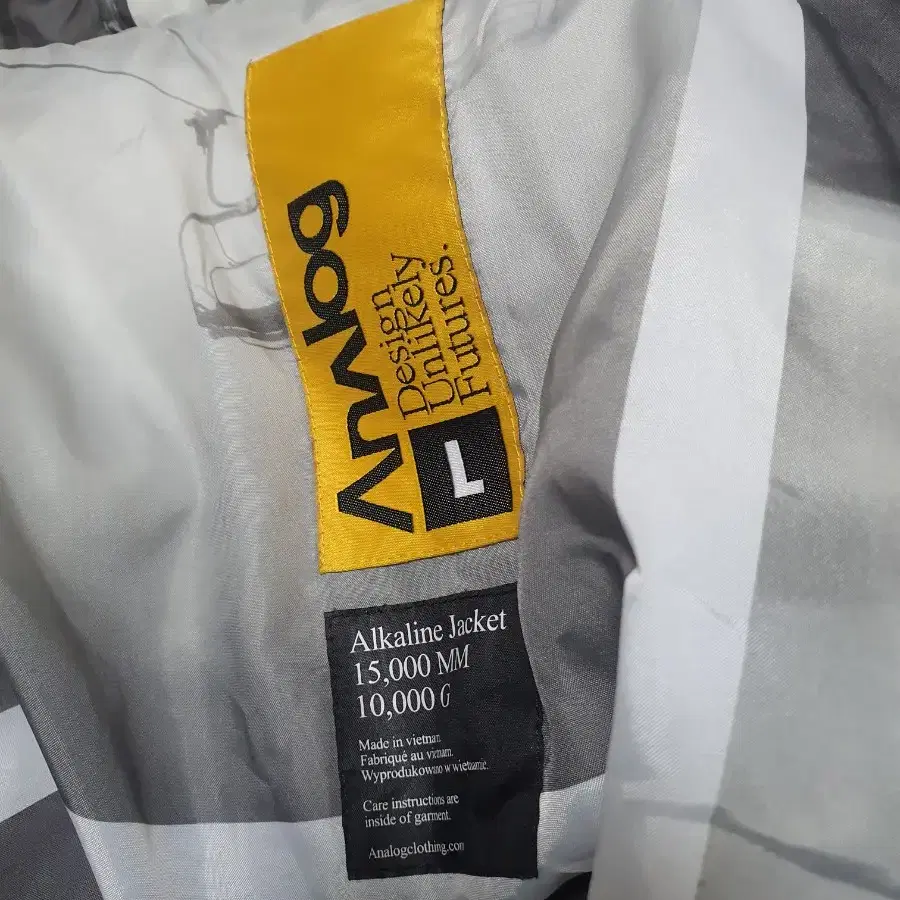 Analog
Design
Unlikely
Futures.
L
Alkaline Jacket
15,000 MM
10,000 G
Made in vietnam.
Fabriqué au vietnam.
Wyprodukowano w wietnamie.
Care instructions are
inside of garment.
Analogclothing.com